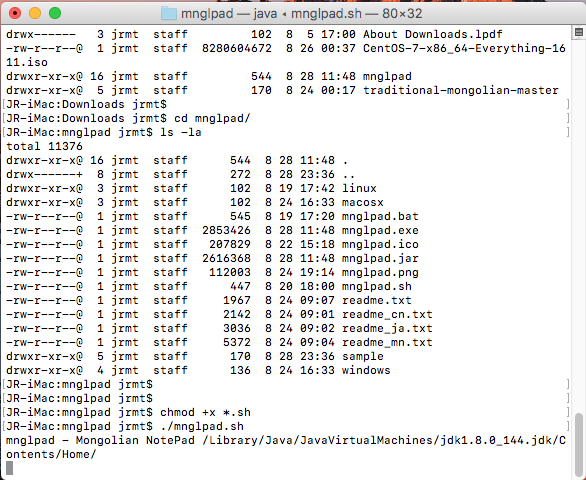 mnglpad — java ◂ mnglpad.sh — 80×32
drwx------   3 jrmt  staff         102  8  5 17:00 About Downloads.lpdf
-rw-r--r--@  1 jrmt  staff  8280604672  8 26 00:37 CentOS-7-x86_64-Everything-16
11.iso
drwxr-xr-x@ 16 jrmt  staff         544  8 28 11:48 mnglpad
drwxr-xr-x@  5 jrmt  staff         170  8 24 00:17 traditional-mongolian-master
[JR-iMac:Downloads jrmt$ ]
[JR-iMac:Downloads jrmt$ cd mnglpad/ ]
[JR-iMac:mnglpad jrmt$ ls -la ]
total 11376
drwxr-xr-x@ 16 jrmt  staff      544  8 28 11:48 .
drwx------+  8 jrmt  staff      272  8 28 23:36 ..
drwxr-xr-x@  3 jrmt  staff      102  8 19 17:42 linux
drwxr-xr-x@  3 jrmt  staff      102  8 24 16:33 macosx
-rw-r--r--@  1 jrmt  staff      545  8 19 17:20 mnglpad.bat
-rw-r--r--@  1 jrmt  staff  2853426  8 28 11:48 mnglpad.exe
-rw-r--r--@  1 jrmt  staff   207829  8 22 15:18 mnglpad.ico
-rw-r--r--@  1 jrmt  staff  2616368  8 28 11:48 mnglpad.jar
-rw-r--r--@  1 jrmt  staff   112003  8 24 19:14 mnglpad.png
-rw-r--r--@  1 jrmt  staff      447  8 20 18:00 mnglpad.sh
-rw-r--r--@  1 jrmt  staff     1967  8 24 09:07 readme.txt
-rw-r--r--@  1 jrmt  staff     2142  8 24 09:01 readme_cn.txt
-rw-r--r--@  1 jrmt  staff     3036  8 24 09:02 readme_ja.txt
-rw-r--r--@  1 jrmt  staff     5372  8 24 09:04 readme_mn.txt
drwxr-xr-x@  5 jrmt  staff      170  8 28 23:36 sample
drwxr-xr-x@  4 jrmt  staff      136  8 24 16:33 windows
[JR-iMac:mnglpad jrmt$ ]
[JR-iMac:mnglpad jrmt$ ]
[JR-iMac:mnglpad jrmt$ chmod +x *.sh ]
[JR-iMac:mnglpad jrmt$ ./mnglpad.sh ]
mnglpad - Mongolian NotePad /Library/Java/JavaVirtualMachines/jdk1.8.0_144.jdk/C
ontents/Home/